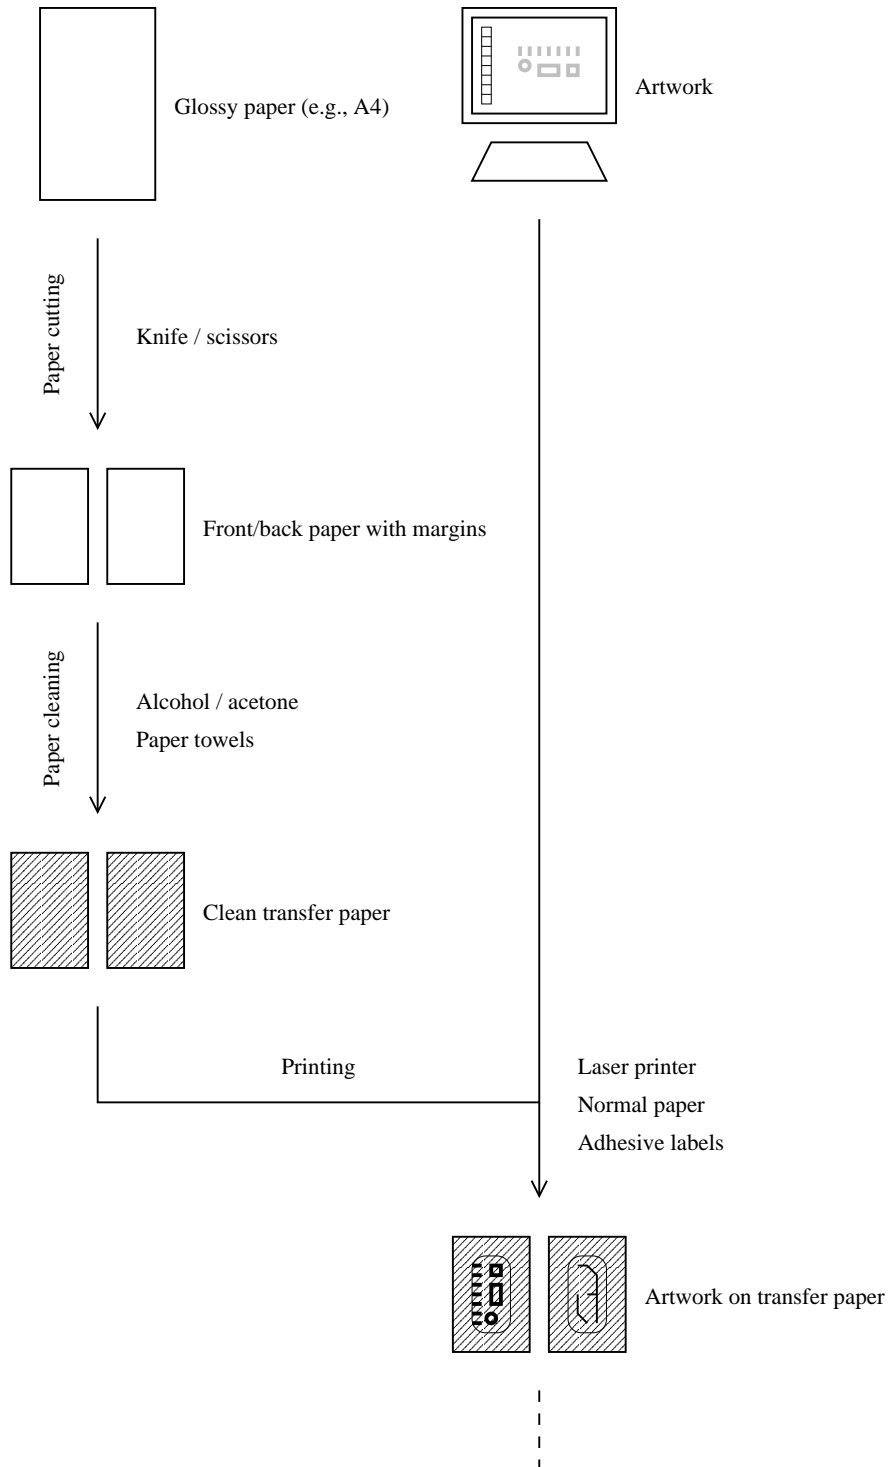 Glossy paper (e.g., A4)
Artwork
Paper cutting
Knife / scissors
Front/back paper with margins
Paper cleaning
Alcohol / acetone
Paper towels
Clean transfer paper
Printing
Laser printer
Normal paper
Adhesive labels
Artwork on transfer paper